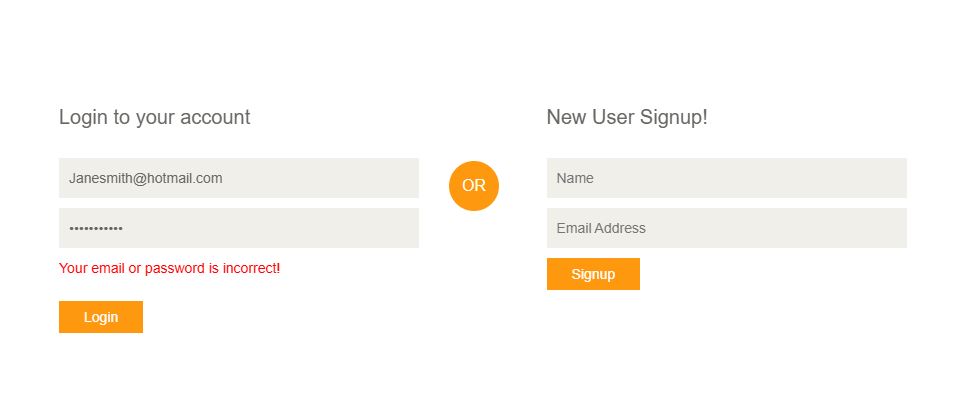 Login to your account
Janesmith@hotmail.com
•••••••••••
Your email or password is incorrect!
Login
OR
New User Signup!
Name
Email Address
Signup